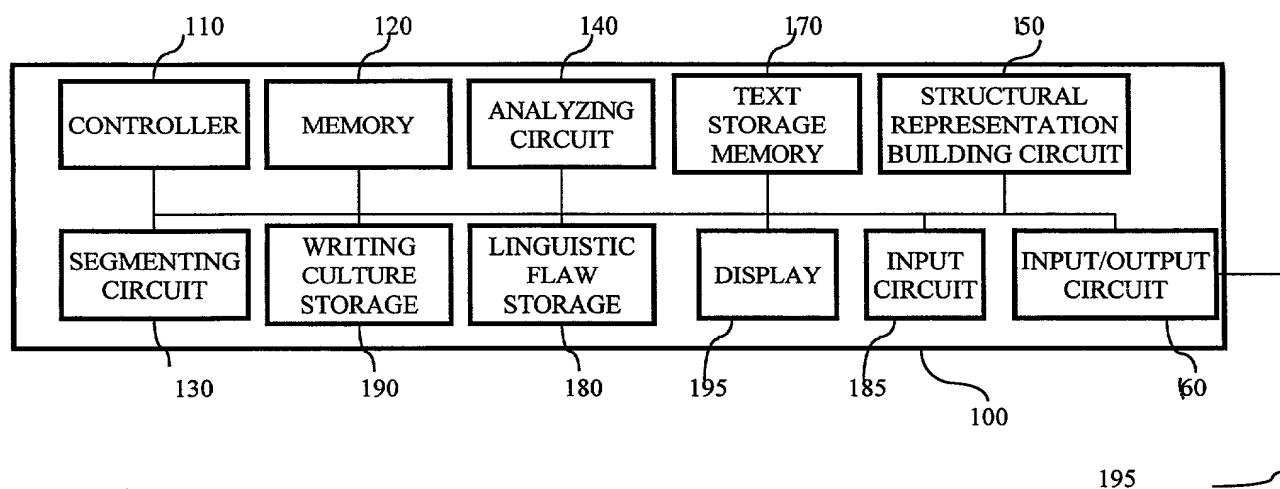 110 120 140 170 150
CONTROLLER
MEMORY
ANALYZING
CIRCUIT
TEXT
STORAGE
MEMORY
STRUCTURAL
REPRESENTATION
BUILDING CIRCUIT
SEGMENTING
CIRCUIT
WRITING
CULTURE
STORAGE
LINGUISTIC
FLAW
STORAGE
DISPLAY
INPUT
CIRCUIT
INPUT/OUTPUT
CIRCUIT
130 190 180 195 185 160
100
195